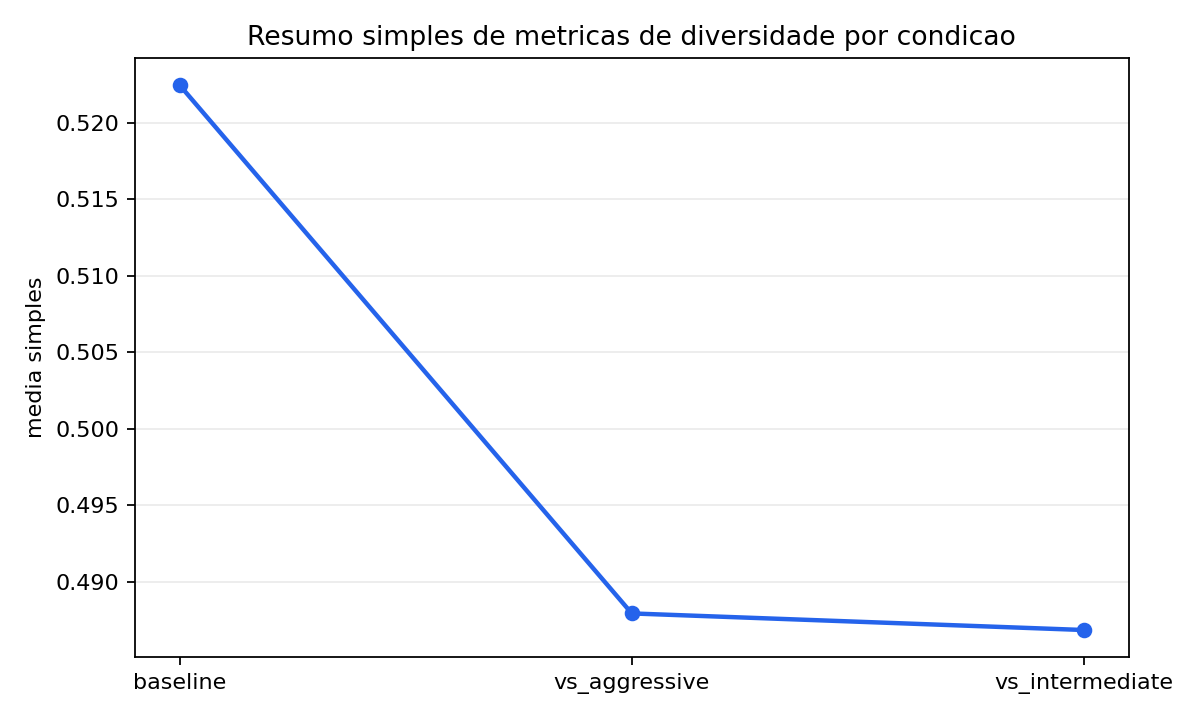 Resumo simples de metricas de diversidade por condicao
media simples
0.520
0.515
0.510
0.505
0.500
0.495
0.490
baseline
vs_aggressive
vs_intermediate